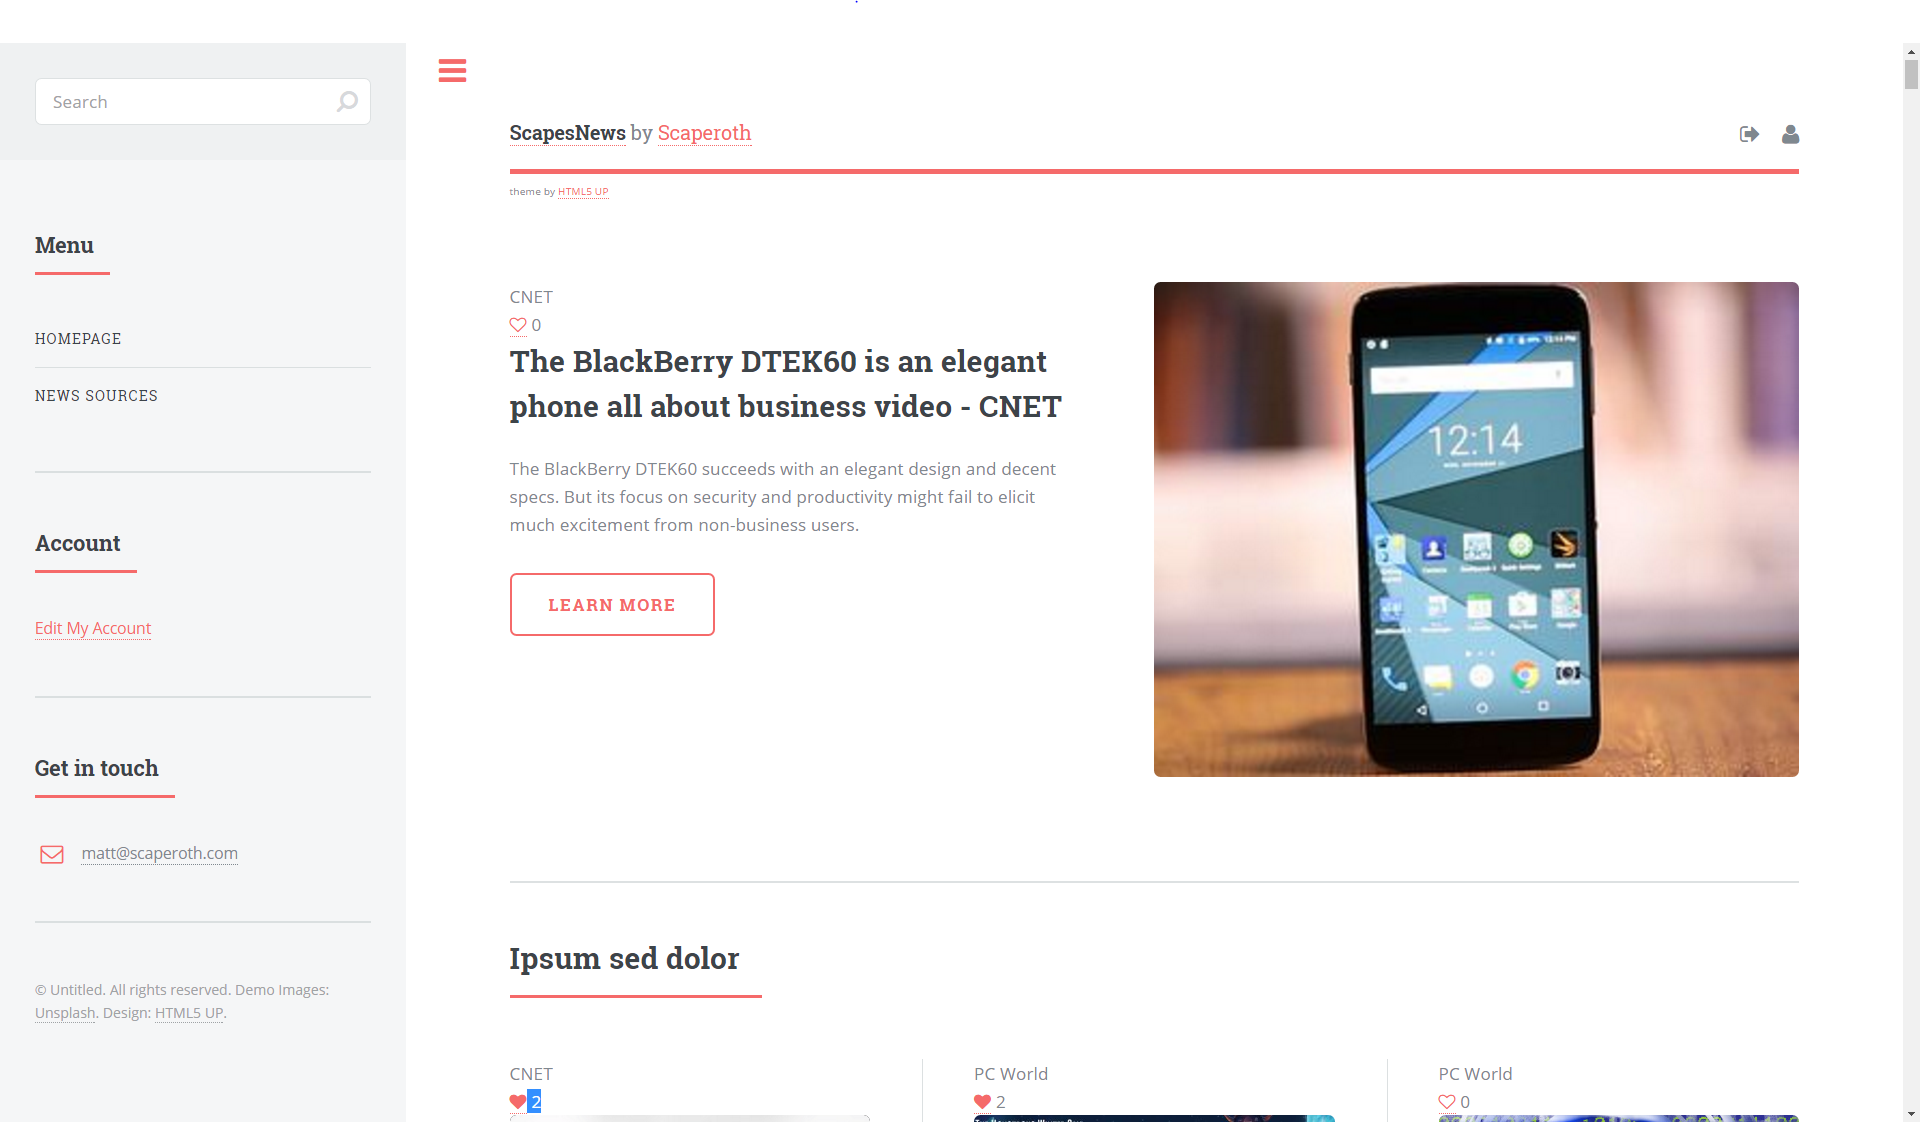 Search
Menu
HOMEPAGE
NEWS SOURCES
Account
Edit My Account
Get in touch
matt@scaperoth.com
© Untitled. All rights reserved. Demo Images:
Unsplash. Design: HTML5 UP.
ScapesNews by Scaperoth
theme by HTML5 UP
CNET
0
The BlackBerry DTEK60 is an elegant
phone all about business video - CNET
The BlackBerry DTEK60 succeeds with an elegant design and decent
specs. But its focus on security and productivity might fail to elicit
much excitement from non-business users.
LEARN MORE
12:14
Ipsum sed dolor
CNET
2
PC World
2
PC World
0